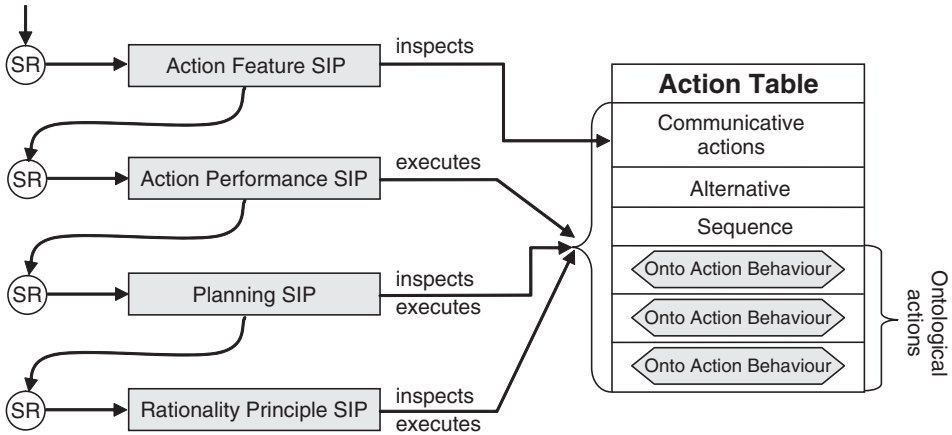 inspects
SR
Action Feature SIP
SR
executes
Action Performance SIP
SR
inspects
Planning SIP
executes
SR
inspects
Rationality Principle SIP
executes
Action Table
Communicative
actions
Alternative
Sequence
Onto Action Behaviour
Onto Action Behaviour
Onto Action Behaviour
Ontological
actions